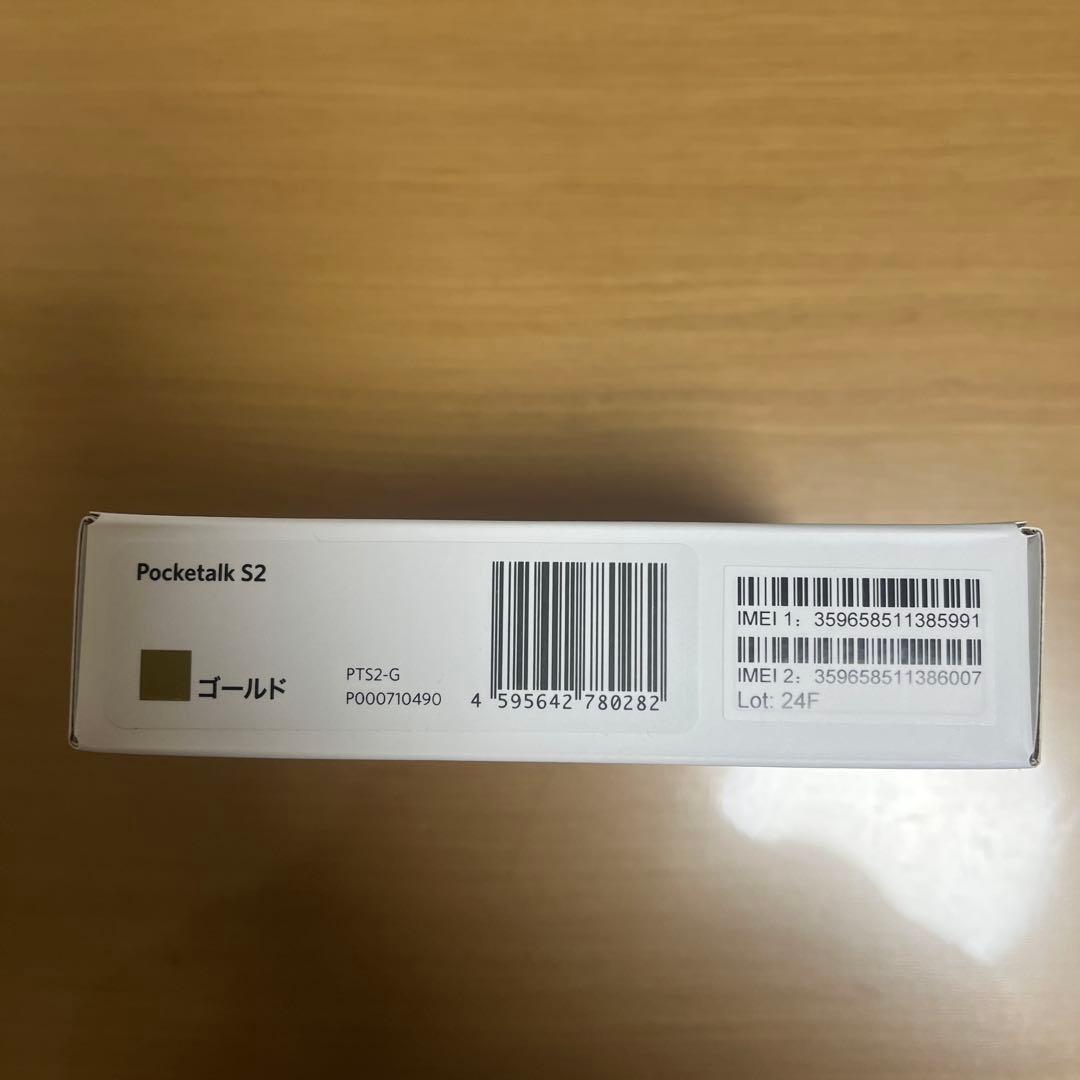 Pocketalk S2
ゴールド
PTS2-G
P000710490
4 595642 780282
IMEI 1: 359658511385991
IMEI 2: 359658511386007
Lot: 24F